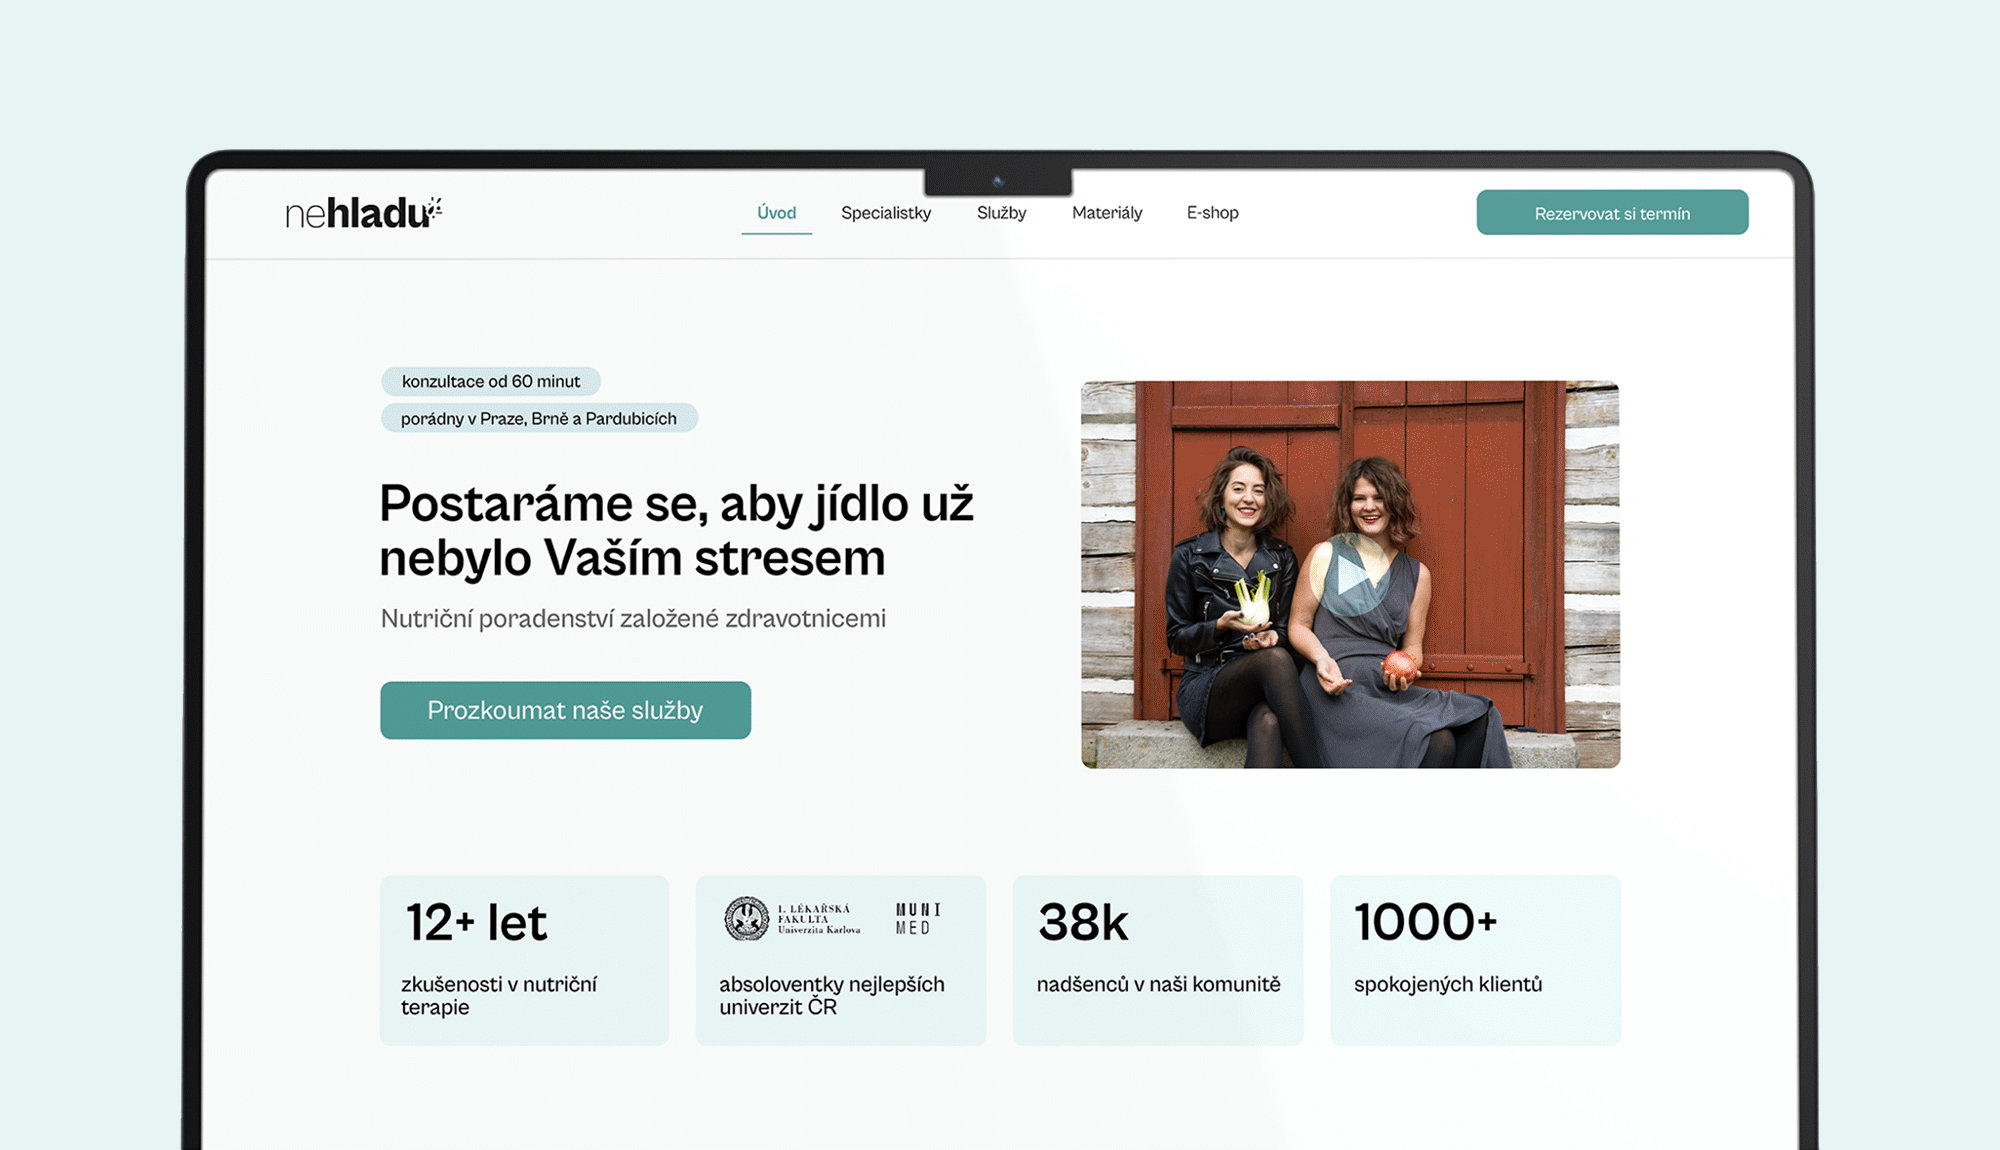 nehladu
Úvod
Specialistky
Služby
Materiály
E-shop
Rezervovat si termín
konzultace od 60 minut
porádny v Praze, Brně a Pardubicích
Postaráme se, aby jídlo už
nebylo Vaším stresem
Nutriční poradenství založené zdravotnicemi
Prozkoumat naše služby
12+ let
zkušenosti v nutriční
terapie
1. LÉKAŘSKÁ
FAKULTA
Univerzita Karlova
MUNI
MED
absoloventky nejlepších
univerzit ČR
38k
nadšenců v naši komunitě
1000+
spokojených klientů